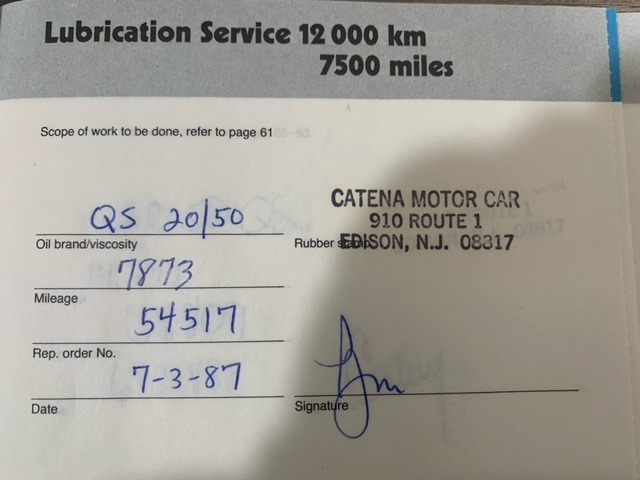 Lubrication Service 12 000 km
7500 miles
Scope of work to be done, refer to page 61
QS 20/50
Oil brand/viscosity
7873
Mileage
54517
Rep. order No.
7-3-87
Date
CATENA MOTOR CAR
910 ROUTE 1
EDISON, N.J. 08817
Rubber stamp
Signature